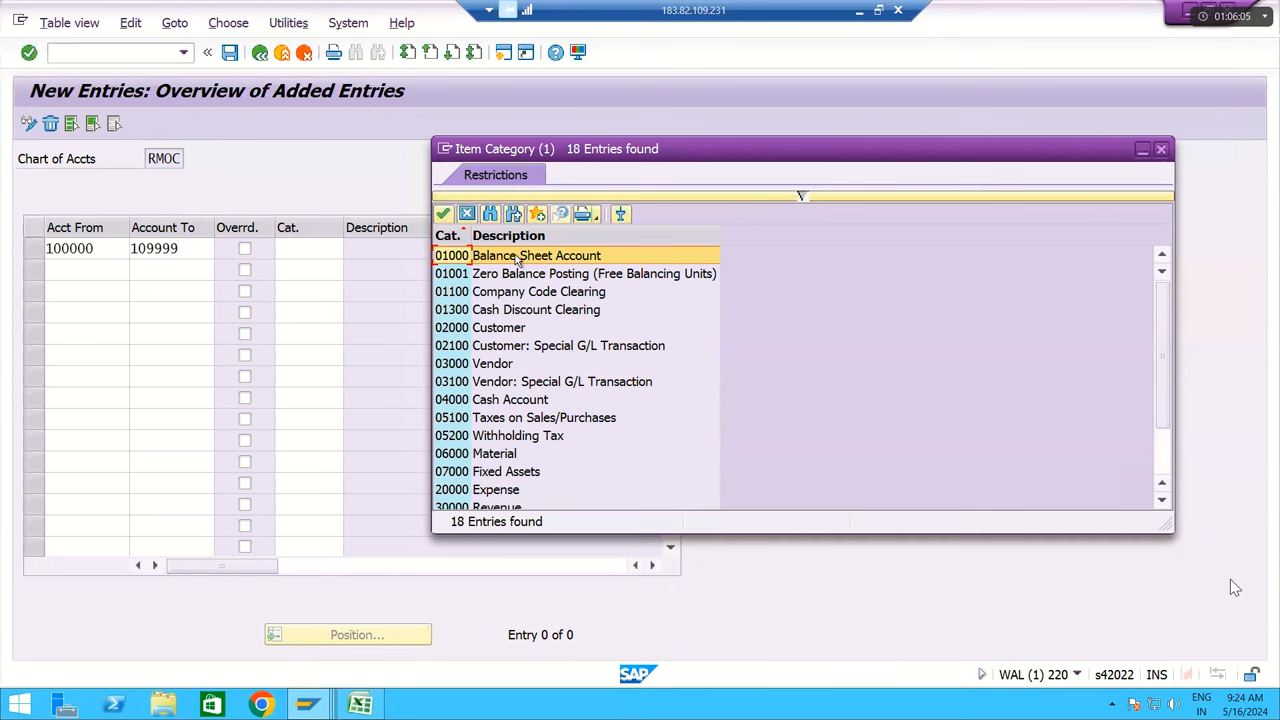 183.82.109.231
01:06:05
Table view Edit Goto Choose Utilities System Help
New Entries: Overview of Added Entries
Chart of Accts RMOC
Acct From Account To Overrd. Cat. Description
100000 109999
Item Category (1) 18 Entries found
Restrictions
Cat. Description
01000 Balance Sheet Account
01001 Zero Balance Posting (Free Balancing Units)
01100 Company Code Clearing
01300 Cash Discount Clearing
02000 Customer
02100 Customer: Special G/L Transaction
03000 Vendor
03100 Vendor: Special G/L Transaction
04000 Cash Account
05100 Taxes on Sales/Purchases
05200 Withholding Tax
06000 Material
07000 Fixed Assets
20000 Expense
30000 Revenue
18 Entries found
Position... Entry 0 of 0
SAP WAL (1) 220 s42022 INS
ENG 9:24 AM
IN 5/16/2024